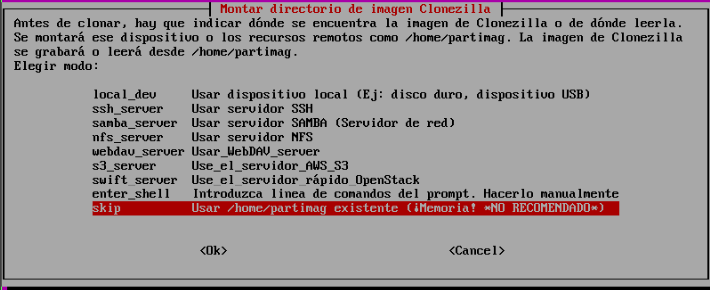 Montar directorio de imagen Clonezilla
Antes de clonar, hay que indicar dónde se encuentra la imagen de Clonezilla o de dónde leerla.
Se montará ese dispositivo o los recursos remotos como /home/partimag. La imagen de Clonezilla
se grabará o leerá desde /home/partimag.
Elegir modo:
local_dev Usar dispositivo local (Ej: disco duro, dispositivo USB)
ssh_server Usar servidor SSH
samba_server Usar servidor SAMBA (Servidor de red)
nfs_server Usar servidor NFS
webdav_server Usar_WebDAV_server
s3_server Use_el_servidor_AWS_S3
swift_server Use_el_servidor_rápido_OpenStack
enter_shell Introduzca linea de comandos del prompt. Hacerlo manualmente
skip Usar /home/partimag existente (¡Memoria! *NO RECOMENDADO*)
<Ok> <Cancel>